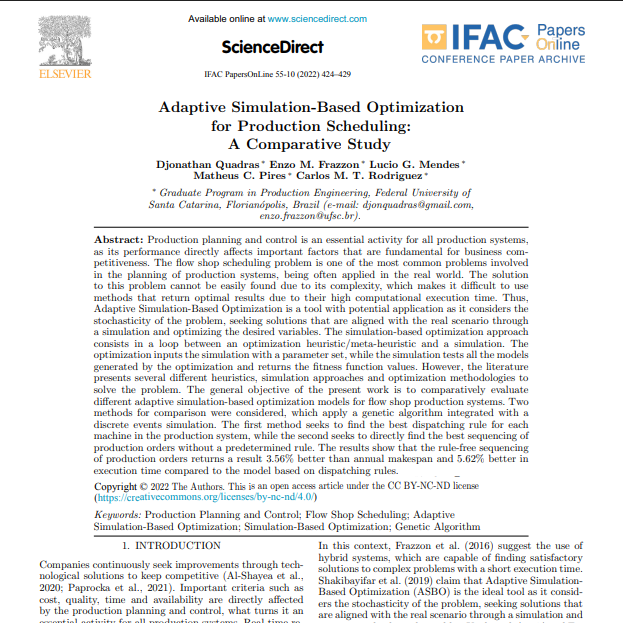 Available online at www.sciencedirect.com
ScienceDirect
ELSEVIER
IFAC PapersOnLine 55-10 (2022) 424–429
IFAC Papers OnLine
CONFERENCE PAPER ARCHIVE
Adaptive Simulation-Based Optimization
for Production Scheduling:
A Comparative Study
Djonathan Quadras * Enzo M. Frazzon * Lucio G. Mendes *
Matheus C. Pires * Carlos M. T. Rodriguez *
* Graduate Program in Production Engineering, Federal University of
Santa Catarina, Florianópolis, Brazil (e-mail: djonquadras@gmail.com,
enzo.frazzon@ufsc.br).
Abstract: Production planning and control is an essential activity for all production systems,
as its performance directly affects important factors that are fundamental for business com-
petitiveness. The flow shop scheduling problem is one of the most common problems involved
in the planning of production systems, being often applied in the real world. The solution
to this problem cannot be easily found due to its complexity, which makes it difficult to use
methods that return optimal results due to their high computational execution time. Thus,
Adaptive Simulation-Based Optimization is a tool with potential application as it considers the
stochasticity of the problem, seeking solutions that are aligned with the real scenario through
a simulation and optimizing the desired variables. The simulation-based optimization approach
consists in a loop between an optimization heuristic/meta-heuristic and a simulation. The
optimization inputs the simulation with a parameter set, while the simulation tests all the models
generated by the optimization and returns the fitness function values. However, the literature
presents several different heuristics, simulation approaches and optimization methodologies to
solve the problem. The general objective of the present work is to comparatively evaluate
different adaptive simulation-based optimization models for flow shop production systems. Two
methods for comparison were considered, which apply a genetic algorithm integrated with a
discrete events simulation. The first method seeks to find the best dispatching rule for each
machine in the production system, while the second seeks to directly find the best sequencing of
production orders without a predetermined rule. The results show that the rule-free sequencing
of production orders returns a result 3.56% better than annual makespan and 5.62% better in
execution time compared to the model based on dispatching rules.
Copyright © 2022 The Authors. This is an open access article under the CC BY-NC-ND license
(https://creativecommons.org/licenses/by-nc-nd/4.0/)
Keywords: Production Planning and Control; Flow Shop Scheduling; Adaptive
Simulation-Based Optimization; Simulation-Based Optimization; Genetic Algorithm
1. INTRODUCTION
Companies continuously seek improvements through tech-
nological solutions to keep competitive (Al-Shayea et al.,
2020; Paprocka et al., 2021). Important criteria such as
cost, quality, time and availability are directly affected
by the production planning and control, what turns it an
essential activity for all production systems. Real-time re-
In this context, Frazzon et al. (2016) suggest the use of
hybrid systems, which are capable of finding satisfactory
solutions to complex problems with a short execution time.
Shakibayifar et al. (2019) claim that Adaptive Simulation-
Based Optimization (ASBO) is the ideal tool as it consid-
ers the stochasticity of the problem, seeking solutions that
are aligned with the real scenario through a simulation and